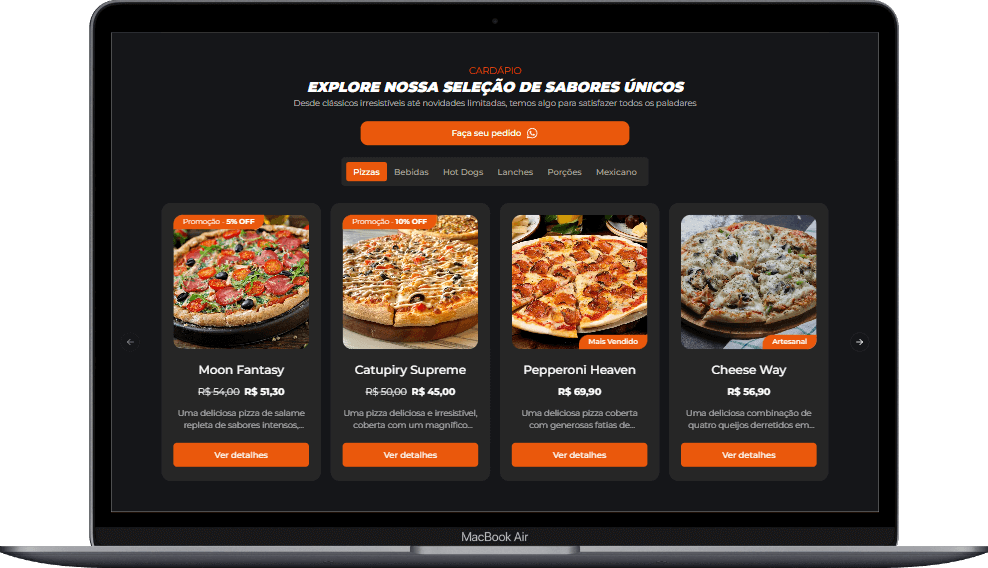 CARDÁPIO
EXPLORE NOSSA SELEÇÃO DE SABORES ÚNICOS
Desde clássicos irresistíveis até novidades limitadas, temos algo para satisfazer todos os paladares
Faça seu pedido
Pizzas Bebidas Hot Dogs Lanches Porções Mexicano
Promoção - 5% OFF
Moon Fantasy
R$ 54,00 R$ 51,30
Uma deliciosa pizza de salame
repleta de sabores intensos,...
Ver detalhes
Promoção - 10% OFF
Catupiry Supreme
R$ 50,00 R$ 45,00
Uma pizza deliciosa e irresistível,
coberta com um magnífico...
Ver detalhes
Mais Vendido
Pepperoni Heaven
R$ 69,90
Uma deliciosa pizza coberta
com generosas fatias de...
Ver detalhes
Artesanal
Cheese Way
R$ 56,90
Uma deliciosa combinação de
quatro queijos derretidos em...
Ver detalhes
MacBook Air